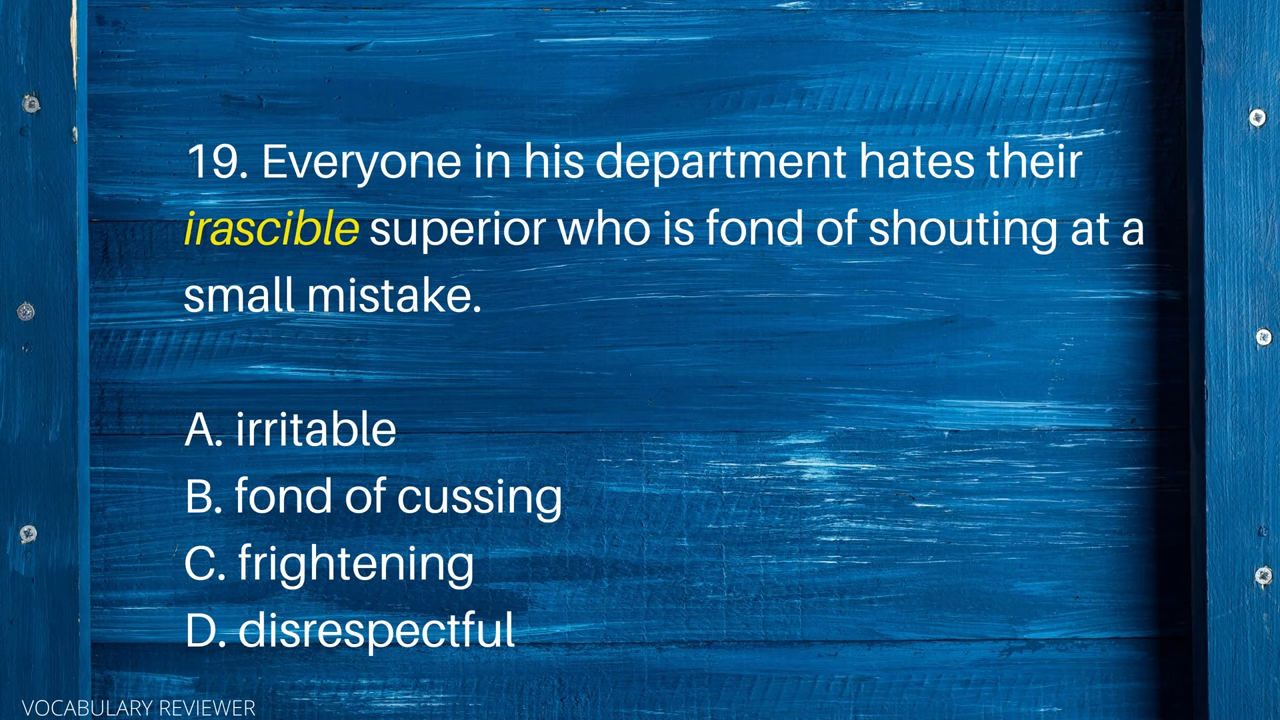 19. Everyone in his department hates their
irascible superior who is fond of shouting at a
small mistake.
A. irritable
B. fond of cussing
C. frightening
D. disrespectful
VOCABULARY REVIEWER